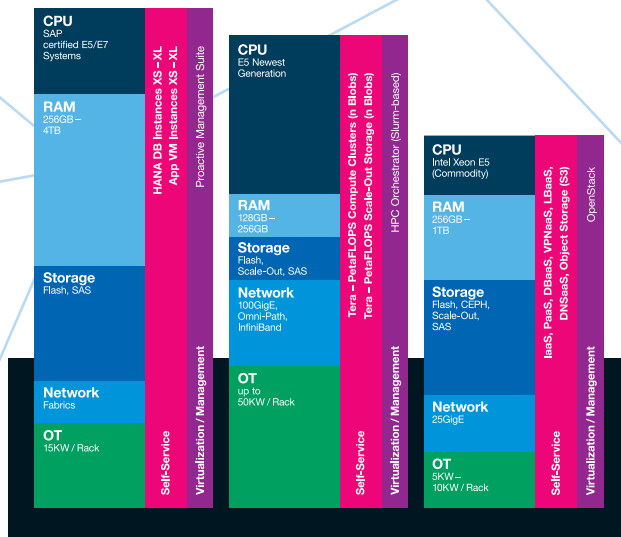 CPU
SAP
certified E5/E7
Systems
RAM
256GB–
4TB
Storage
Flash, SAS
Network
Fabrics
OT
15KW / Rack
HANA DB Instances XS – XL
App VM Instances XS – XL
Self-Service
Proactive Management Suite
Virtualization / Management
CPU
E5 Newest
Generation
RAM
128GB–
256GB
Storage
Flash,
Scale-Out, SAS
Network
100GigE,
Omni-Path,
InfiniBand
OT
up to
50KW / Rack
Tera – PetaFLOPS Compute Clusters (n Blobs)
Tera – PetaFLOPS Scale-Out Storage (n Blobs)
Self-Service
HPC Orchestrator (Slurm-based)
Virtualization / Management
CPU
Intel Xeon E5
(Commodity)
RAM
256GB–
1TB
Storage
Flash, CEPH,
Scale-Out,
SAS
Network
25GigE
OT
5KW–
10KW / Rack
IaaS, PaaS, DBaaS, VPNaaS, LBaaS,
DNSaaS, Object Storage (S3)
Self-Service
OpenStack
Virtualization / Management